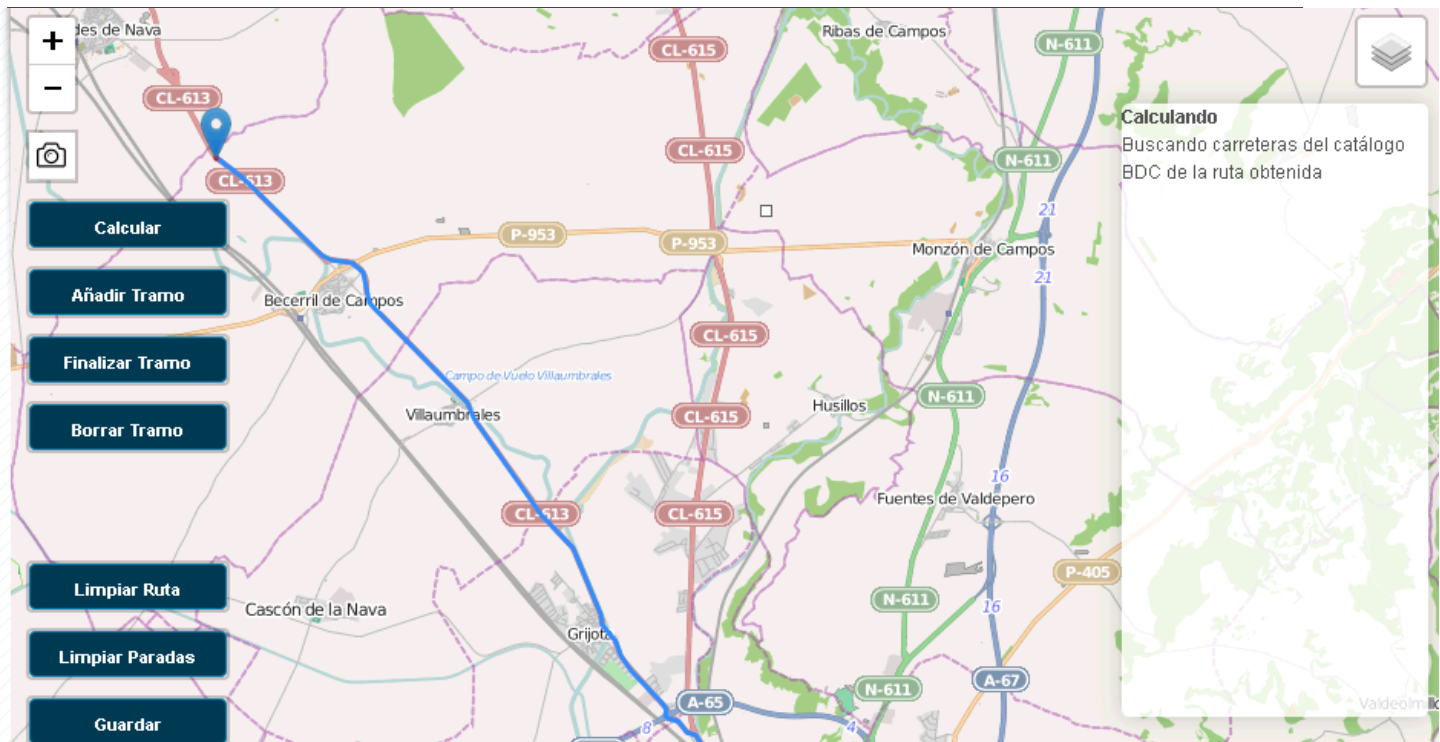 +
des de Nava
Ribas de Campos
CL-615
N-611
−
CL-613
Calculando
Buscando carreteras del catálogo
BDC de la ruta obtenida
CL-615
N-611
CL-613
Calcular
P-953
P-953
21
Monzón de Campos
21
Añadir Tramo
Becerril de Campos
CL-615
Finalizar Tramo
Campo de Vuelo Villaumbrales
N-611
Husillos
Villaumbrales
CL-615
Borrar Tramo
16
Fuentes de Valdepero
CL-613
CL-615
P-405
Limpiar Ruta
Cascón de la Nava
N-611
16
Grijota
Limpiar Paradas
A-67
N-611
A-65
Guardar
8
4